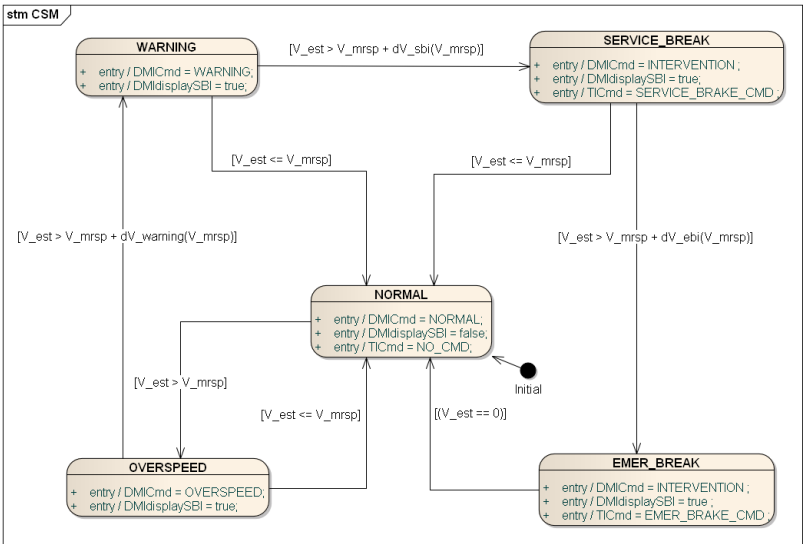 stm CSM
WARNING
+ entry / DMICmd = WARNING;
+ entry / DMIdisplaySBI = true;
[V_est > V_mrsp + dV_sbi(V_mrsp)]
SERVICE_BREAK
+ entry / DMICmd = INTERVENTION ;
+ entry / DMIdisplaySBI = true;
+ entry / TICmd = SERVICE_BRAKE_CMD ;
[V_est <= V_mrsp]
[V_est <= V_mrsp]
[V_est > V_mrsp + dV_warning(V_mrsp)]
[V_est > V_mrsp + dV_ebi(V_mrsp)]
NORMAL
+ entry / DMICmd = NORMAL;
+ entry / DMIdisplaySBI = false;
+ entry / TICmd = NO_CMD;
Initial
[V_est > V_mrsp]
[V_est <= V_mrsp]
[(V_est == 0)]
OVERSPEED
+ entry / DMICmd = OVERSPEED;
+ entry / DMIdisplaySBI = true;
EMER_BREAK
+ entry / DMICmd = INTERVENTION ;
+ entry / DMIdisplaySBI = true ;
+ entry / TICmd = EMER_BRAKE_CMD ;